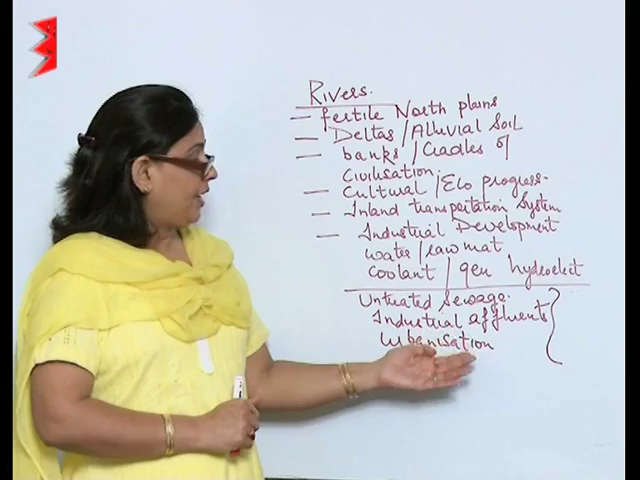 Rivers.
– fertile North plains
– Deltas / Alluvial Soil
– banks / Cradles of
Civilisation.
– Cultural / Eco progress.
– Inland transportation System
– Industrial Development
water / raw mat
coolant / gen hydroelect
Untreated Sewage.
Industrial affluents
Urbanisation